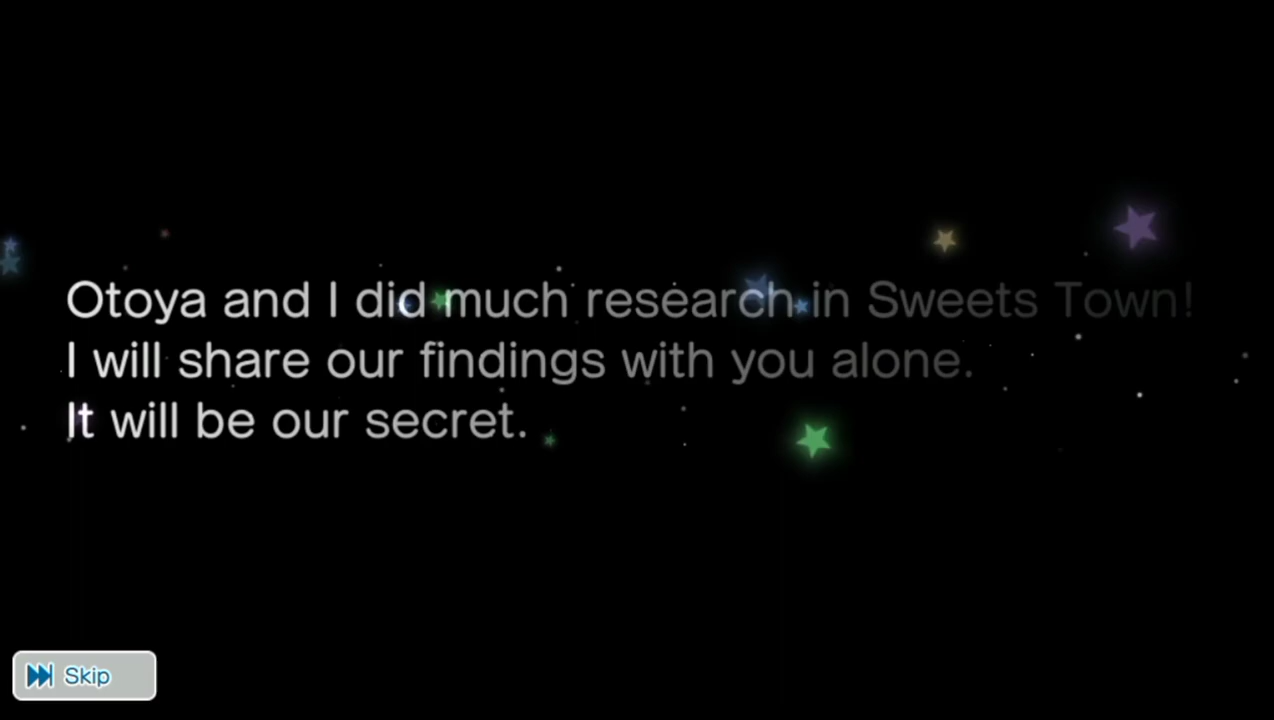 Otoya and I did much research in Sweets Town!
I will share our findings with you alone.
It will be our secret.
Skip